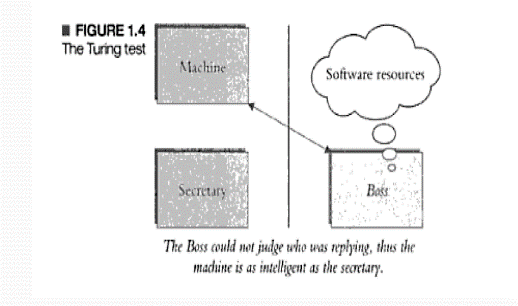 ■ FIGURE 1.4
The Turing test
Machine
Software resources
Secretary
Boss
The Boss could not judge who was replying, thus the
machine is as intelligent as the secretary.